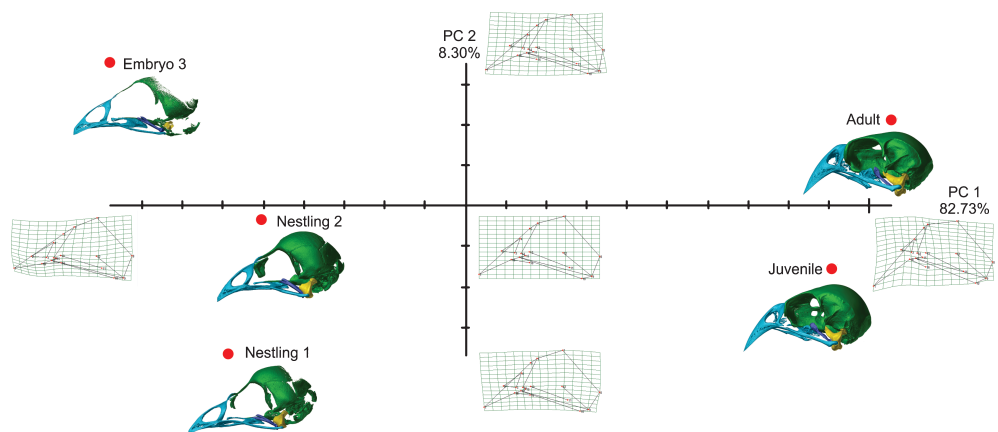 PC 2
8.30%
Embryo 3
Adult
PC 1
82.73%
Nestling 2
Juvenile
Nestling 1